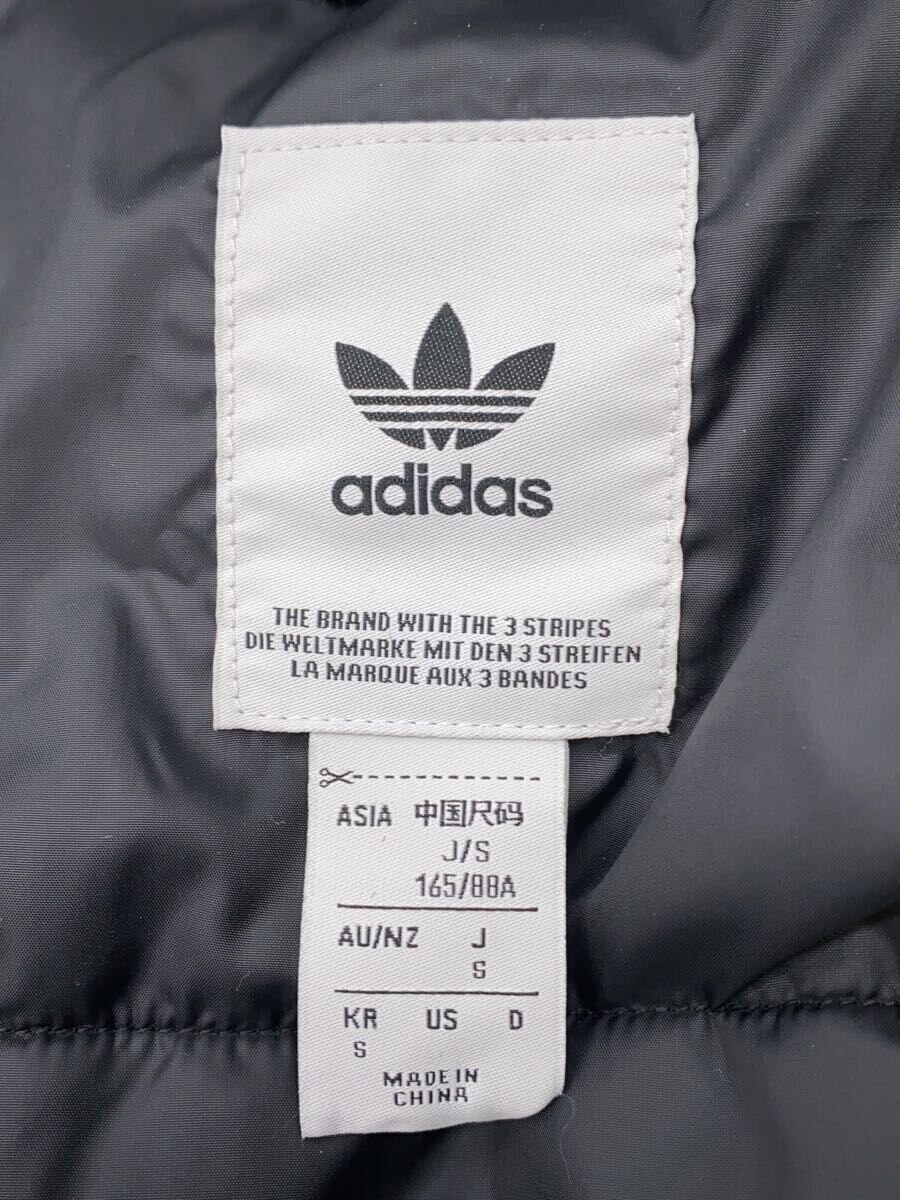 adidas
THE BRAND WITH THE 3 STRIPES
DIE WELTMARKE MIT DEN 3 STREIFEN
LA MARQUE AUX 3 BANDES
ASIA 中国尺码
J/S
165/88A
AU/NZ J
S
KR US D
S
MADE IN
CHINA